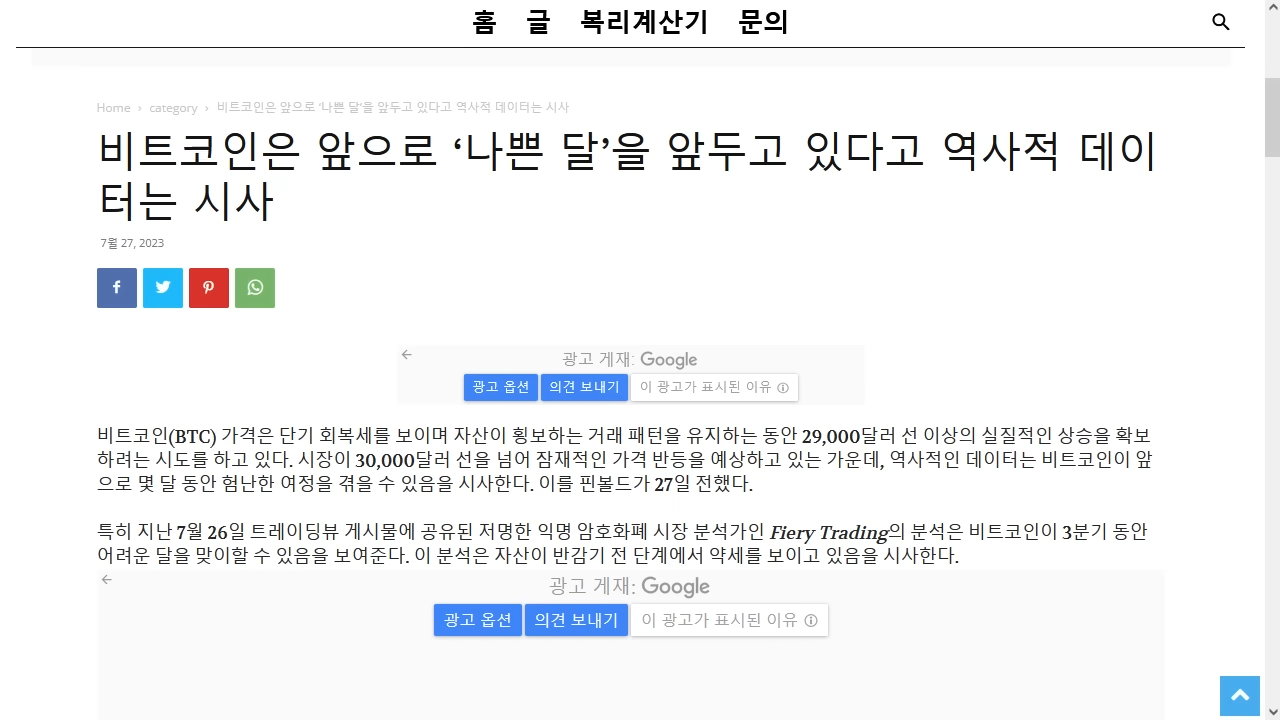 홈 글 복리계산기 문의
Home › category › 비트코인은 앞으로 ‘나쁜 달’을 앞두고 있다고 역사적 데이터는 시사
비트코인은 앞으로 ‘나쁜 달’을 앞두고 있다고 역사적 데이
터는 시사
7월 27, 2023
광고 게재: Google
광고 옵션 의견 보내기 이 광고가 표시된 이유
비트코인(BTC) 가격은 단기 회복세를 보이며 자산이 횡보하는 거래 패턴을 유지하는 동안 29,000달러 선 이상의 실질적인 상승을 확보
하려는 시도를 하고 있다. 시장이 30,000달러 선을 넘어 잠재적인 가격 반등을 예상하고 있는 가운데, 역사적인 데이터는 비트코인이 앞
으로 몇 달 동안 험난한 여정을 겪을 수 있음을 시사한다. 이를 핀볼드가 27일 전했다.
특히 지난 7월 26일 트레이딩뷰 게시물에 공유된 저명한 익명 암호화폐 시장 분석가인 Fiery Trading의 분석은 비트코인이 3분기 동안
어려운 달을 맞이할 수 있음을 보여준다. 이 분석은 자산이 반감기 전 단계에서 약세를 보이고 있음을 시사한다.
광고 게재: Google
광고 옵션 의견 보내기 이 광고가 표시된 이유